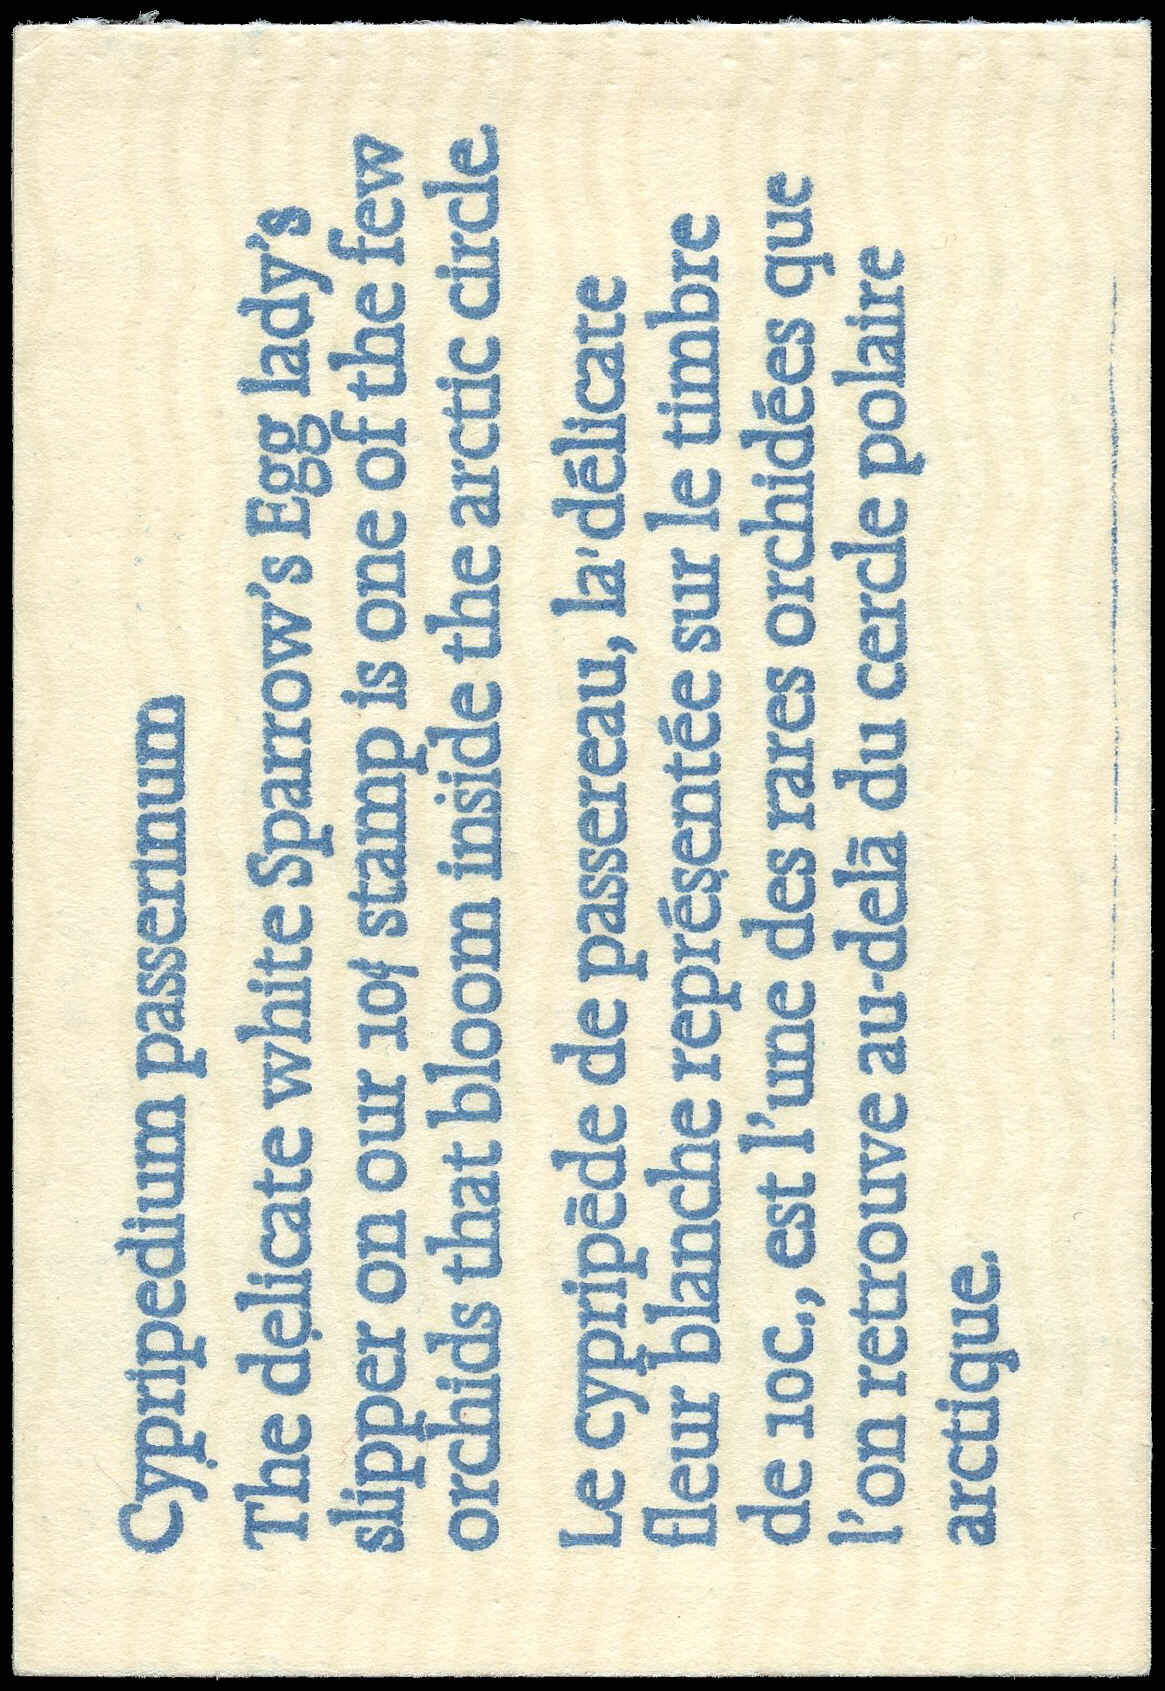 Cypripedium passerinum
The delicate white Sparrow's Egg lady's
slipper on our 10¢ stamp is one of the few
orchids that bloom inside the arctic circle.
Le cypripēde de passereau, la délicate
fleur blanche représentée sur le timbre
de 10c., est l'une des rares orchidées que
l'on retrouve au-delā du cercle polaire
arctique.